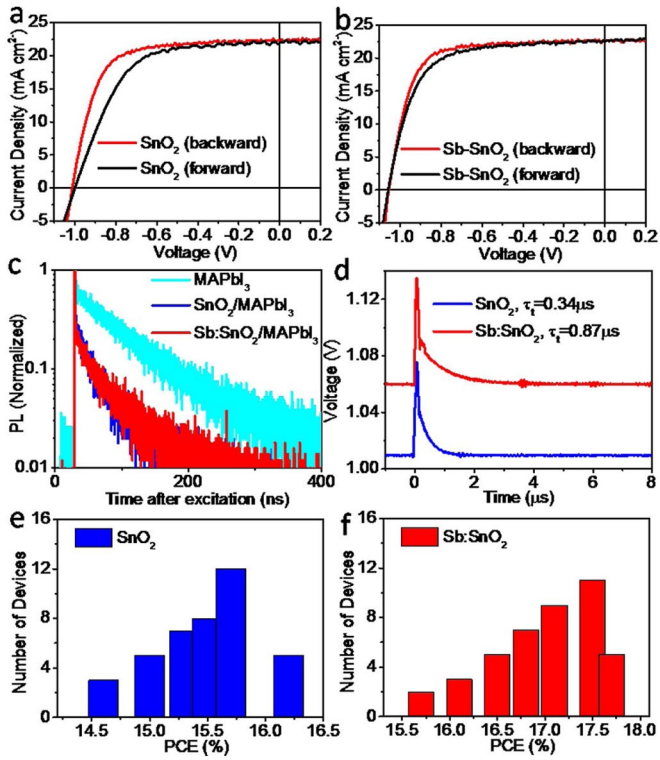 a
Current Density (mA cm²)
25
20
15
10
5
0
-5
SnO₂ (backward)
SnO₂ (forward)
-1.0 -0.8 -0.6 -0.4 -0.2 0.0 0.2
Voltage (V)
b
Current Density (mA cm²)
25
20
15
10
5
0
-5
Sb-SnO₂ (backward)
Sb-SnO₂ (forward)
-1.0 -0.8 -0.6 -0.4 -0.2 0.0 0.2
Voltage (V)
c
PL (Normalized)
1
0.1
0.01
MAPbI₃
SnO₂/MAPbI₃
Sb:SnO₂/MAPbI₃
0 200 400
Time after excitation (ns)
d
Voltage (V)
1.12
1.08
1.04
1.00
SnO₂, τₜ=0.34μs
Sb:SnO₂, τₜ=0.87μs
0 2 4 6 8
Time (μs)
e
Number of Devices
16
12
8
4
0
SnO₂
14.5 15.0 15.5 16.0 16.5
PCE (%)
f
Number of Devices
16
12
8
4
0
Sb:SnO₂
15.5 16.0 16.5 17.0 17.5 18.0
PCE (%)